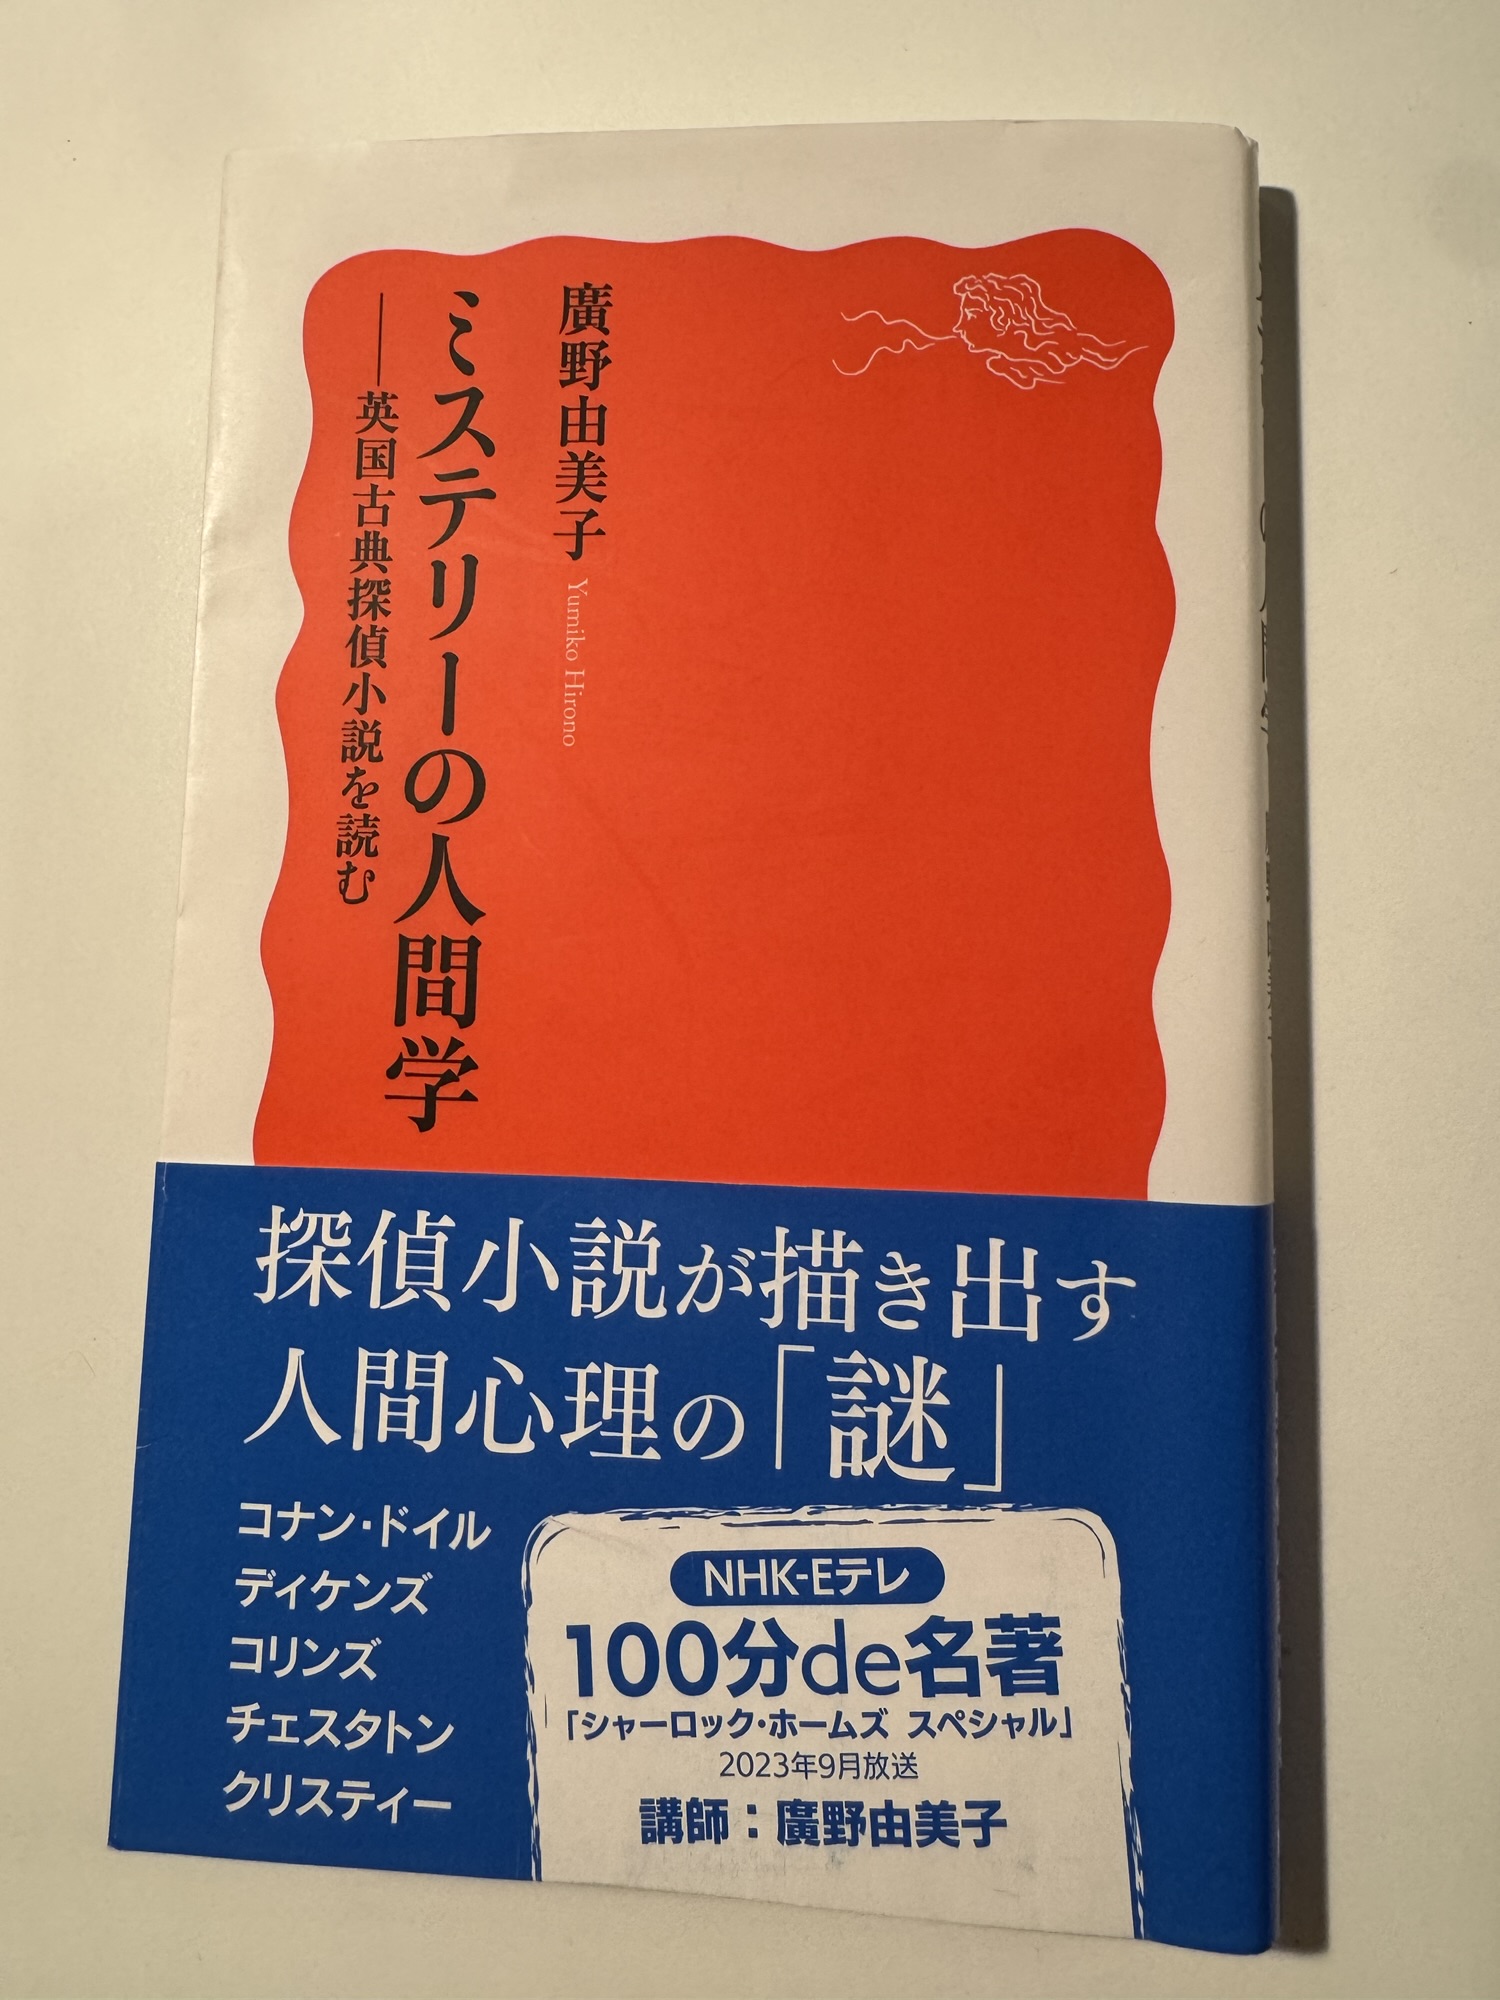 廣野由美子 Yumiko Hirono
ミステリーの人間学
──英国古典探偵小説を読む
探偵小説が描き出す
人間心理の「謎」
コナン・ドイル
ディケンズ
コリンズ
チェスタトン
クリスティー
NHK-Eテレ
100分de名著
「シャーロック・ホームズ スペシャル」
2023年9月放送
講師：廣野由美子